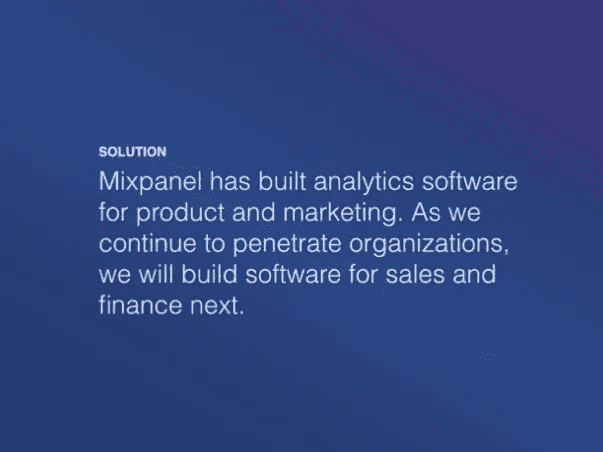 SOLUTION
Mixpanel has built analytics software
for product and marketing. As we
continue to penetrate organizations,
we will build software for sales and
finance next.